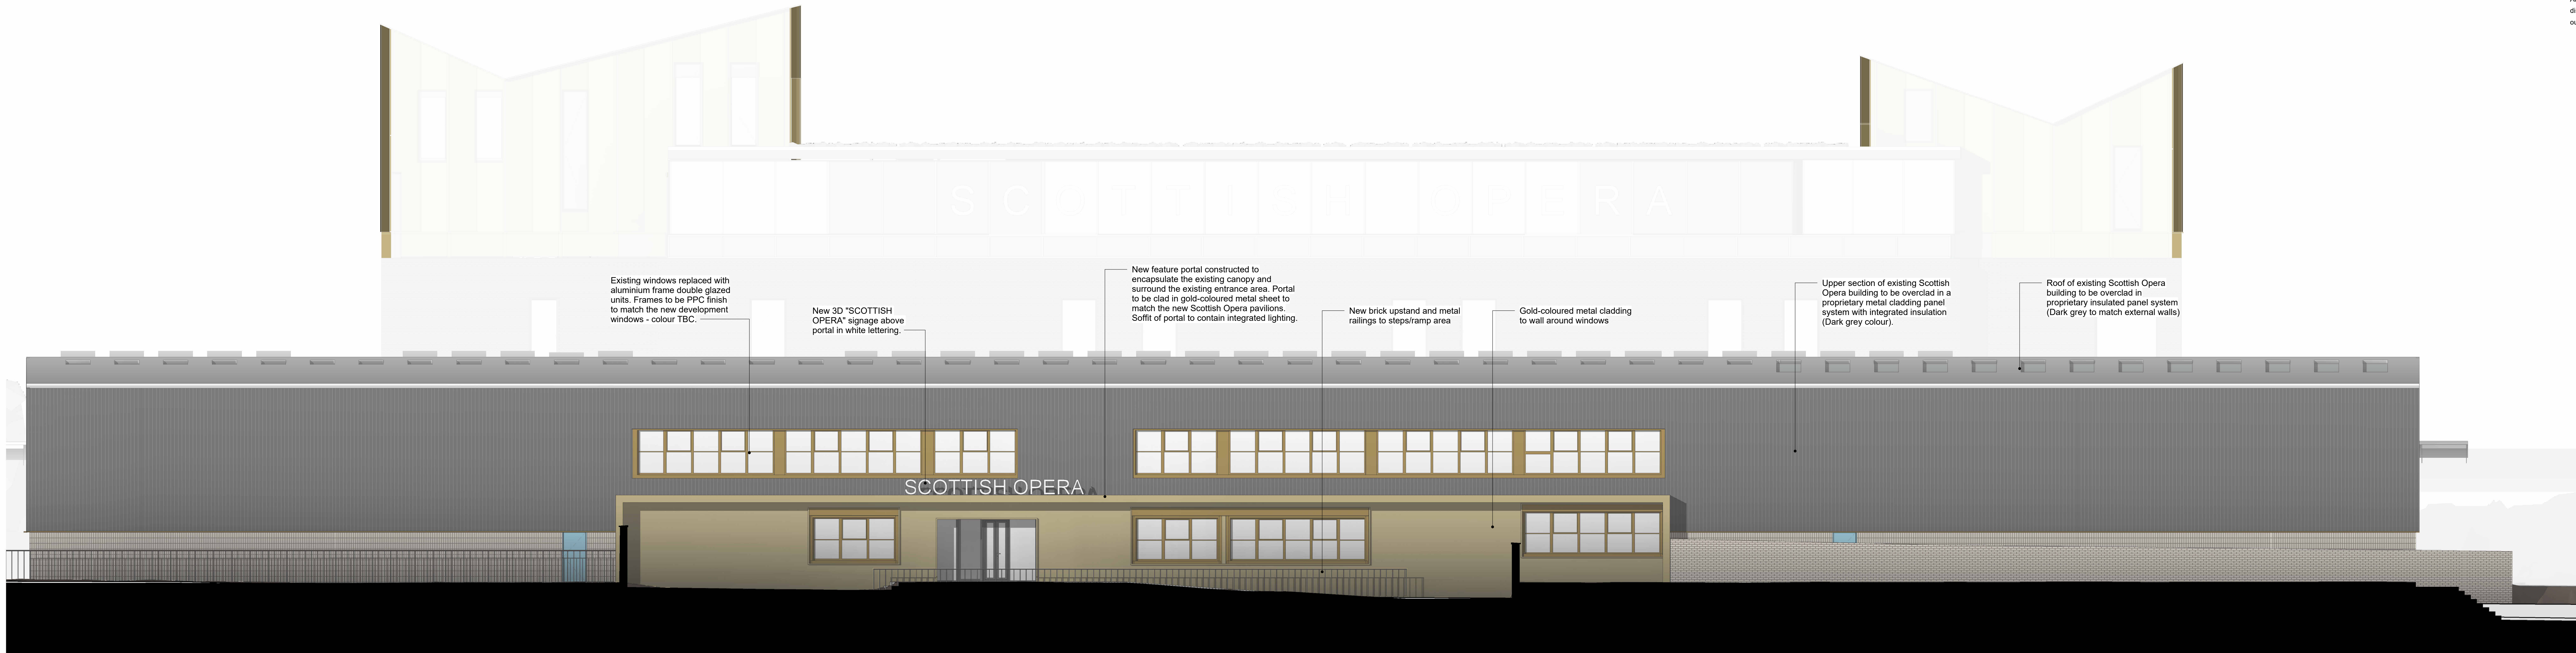 di
ou
SCOTTISH OPERA
Existing windows replaced with
aluminium frame double glazed
units. Frames to be PPC finish
to match the new development
windows - colour TBC.
New 3D "SCOTTISH
OPERA" signage above
portal in white lettering.
New feature portal constructed to
encapsulate the existing canopy and
surround the existing entrance area. Portal
to be clad in gold-coloured metal sheet to
match the new Scottish Opera pavilions.
Soffit of portal to contain integrated lighting.
New brick upstand and metal
railings to steps/ramp area
Gold-coloured metal cladding
to wall around windows
Upper section of existing Scottish
Opera building to be overclad in a
proprietary metal cladding panel
system with integrated insulation
(Dark grey colour).
Roof of existing Scottish Opera
building to be overclad in
proprietary insulated panel system
(Dark grey to match external walls)
SCOTTISH OPERA